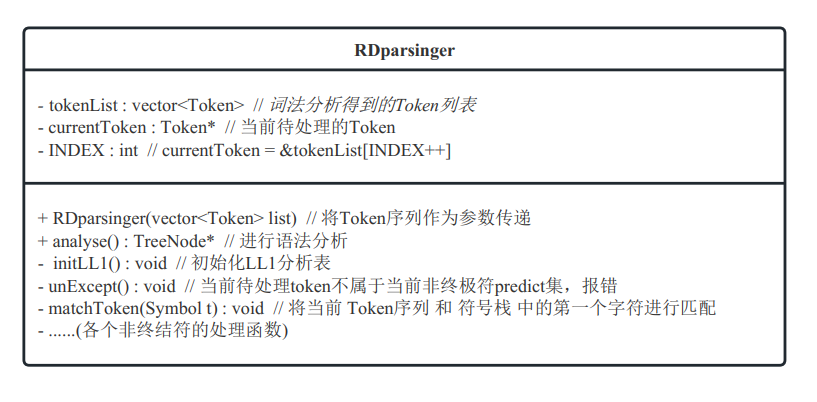 RDparsinger
- tokenList : vector<Token> // 词法分析得到的Token列表
- currentToken : Token* // 当前待处理的Token
- INDEX : int // currentToken = &tokenList[INDEX++]
+ RDparsinger(vector<Token> list) // 将Token序列作为参数传递
+ analyse() : TreeNode* // 进行语法分析
- initLL1() : void // 初始化LL1分析表
- unExcept() : void // 当前待处理token不属于当前非终极符predict集，报错
- matchToken(Symbol t) : void // 将当前 Token序列 和 符号栈 中的第一个字符进行匹配
- ......(各个非终结符的处理函数)